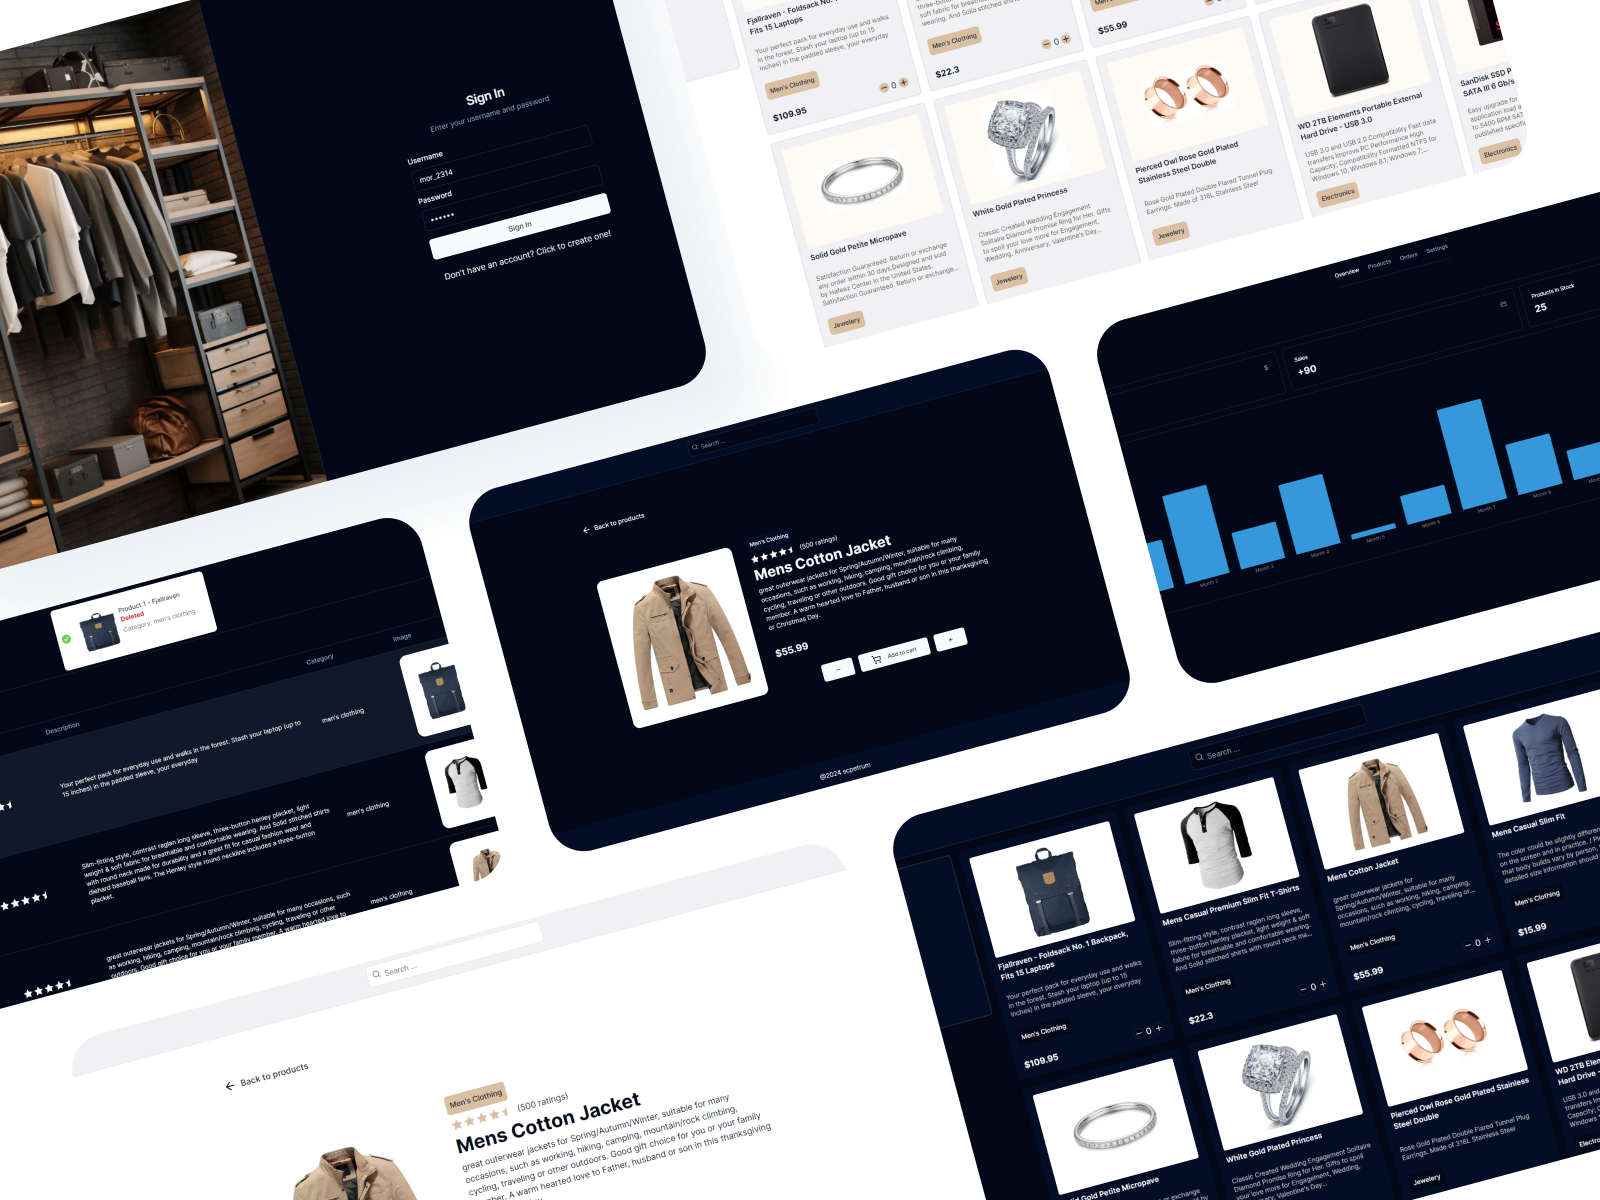 Sign In
Enter your username and password
Username
mor_2314
Password
••••••
Sign In
Don't have an account? Click to create one!
Fjallraven - Foldsack No. 1
Fits 15 Laptops
Your perfect pack for everyday use and walks
in the forest. Stash your laptop (up to 15
inches) in the padded sleeve, your everyday
Men's Clothing
0
$109.95
wearing. And Solid stitched
Men's Clothing
0
$22.3
$55.99
Solid Gold Petite Micropave
Satisfaction Guaranteed. Return or exchange
any order within 30 days.Designed and sold
by Hafeez Center in the United States.
Satisfaction Guaranteed. Return or exchange...
Jewelery
White Gold Plated Princess
Classic Created Wedding Engagement
Solitaire Diamond Promise Ring for Her. Gifts
to spoil your love more for Engagement,
Wedding, Anniversary, Valentine's Day...
Jewelery
Pierced Owl Rose Gold Plated
Stainless Steel Double
Rose Gold Plated Double Flared Tunnel Plug
Earrings. Made of 316L Stainless Steel
Jewelery
WD 2TB Elements Portable External
Hard Drive - USB 3.0
USB 3.0 and USB 2.0 Compatibility Fast data
transfers Improve PC Performance High
Capacity; Compatibility Formatted NTFS for
Windows 10, Windows 8.1, Windows 7;...
Electronics
SanDisk SSD P
SATA III 6 Gb/s
Easy upgrade for
application load
to 5400 RPM SAT
published specific
Electronics
Overview
Products
Orders
Settings
$
Sales
+90
Products In Stock
25
Month 2
Month 3
Month 4
Month 5
Month 6
Month 7
Month 8
Search ...
Back to products
Men's Clothing
(500 ratings)
Mens Cotton Jacket
great outerwear jackets for Spring/Autumn/Winter, suitable for many
occasions, such as working, hiking, camping, mountain/rock climbing,
cycling, traveling or other outdoors. Good gift choice for you or your family
member. A warm hearted love to Father, husband or son in this thanksgiving
or Christmas Day.
$55.99
-
Add to cart
+
@2024 scpetrum
Product 1 - Fjallraven
Deleted
Category: men's clothing
Description
Category
Image
Your perfect pack for everyday use and walks in the forest. Stash your laptop (up to
15 inches) in the padded sleeve, your everyday
men's clothing
Slim-fitting style, contrast raglan long sleeve, three-button henley placket, light
weight & soft fabric for breathable and comfortable wearing. And Solid stitched shirts
with round neck made for durability and a great fit for casual fashion wear and
diehard baseball fans. The Henley style round neckline includes a three-button
placket.
men's clothing
great outerwear jackets for Spring/Autumn/Winter, suitable for many occasions, such
as working, hiking, camping, mountain/rock climbing, cycling, traveling or other
outdoors. Good gift choice for you or your family member. A warm hearted love to
men's clothing
Search ...
Back to products
Men's Clothing
(500 ratings)
Mens Cotton Jacket
great outerwear jackets for Spring/Autumn/Winter, suitable for many
occasions, such as working, hiking, camping, mountain/rock climbing,
cycling, traveling or other outdoors. Good gift choice for you or your family
member. A warm hearted love to Father, husband or son in this thanksgiving
Search ...
Fjallraven - Foldsack No. 1 Backpack,
Fits 15 Laptops
Your perfect pack for everyday use and walks
in the forest. Stash your laptop (up to 15
inches) in the padded sleeve, your everyday
Men's Clothing
0
$109.95
Mens Casual Premium Slim Fit T-Shirts
Slim-fitting style, contrast raglan long sleeve,
three-button henley placket, light weight & soft
fabric for breathable and comfortable wearing.
And Solid stitched shirts with round neck ma...
Men's Clothing
0
$22.3
Mens Cotton Jacket
great outerwear jackets for
Spring/Autumn/Winter, suitable for many
occasions, such as working, hiking, camping,
mountain/rock climbing, cycling, traveling or...
Men's Clothing
0
$55.99
Mens Casual Slim Fit
The color could be slightly different
on the screen and in practice. / Pl
that body builds vary by person,
detailed size information should
Men's Clothing
$15.99
Gold Petite Micropave
or exchange
White Gold Plated Princess
Classic Created Wedding Engagement Solitaire
Diamond Promise Ring for Her. Gifts to spoil
your love more for Engagement, Wedding,
Anniversary, Valentine's Day...
Pierced Owl Rose Gold Plated Stainless
Steel Double
Rose Gold Plated Double Flared Tunnel Plug
Earrings. Made of 316L Stainless Steel
Jewelery
WD 2TB Elem
Hard Drive
USB 3.0 and
transfers Im
Capacity;
Windows
Electro